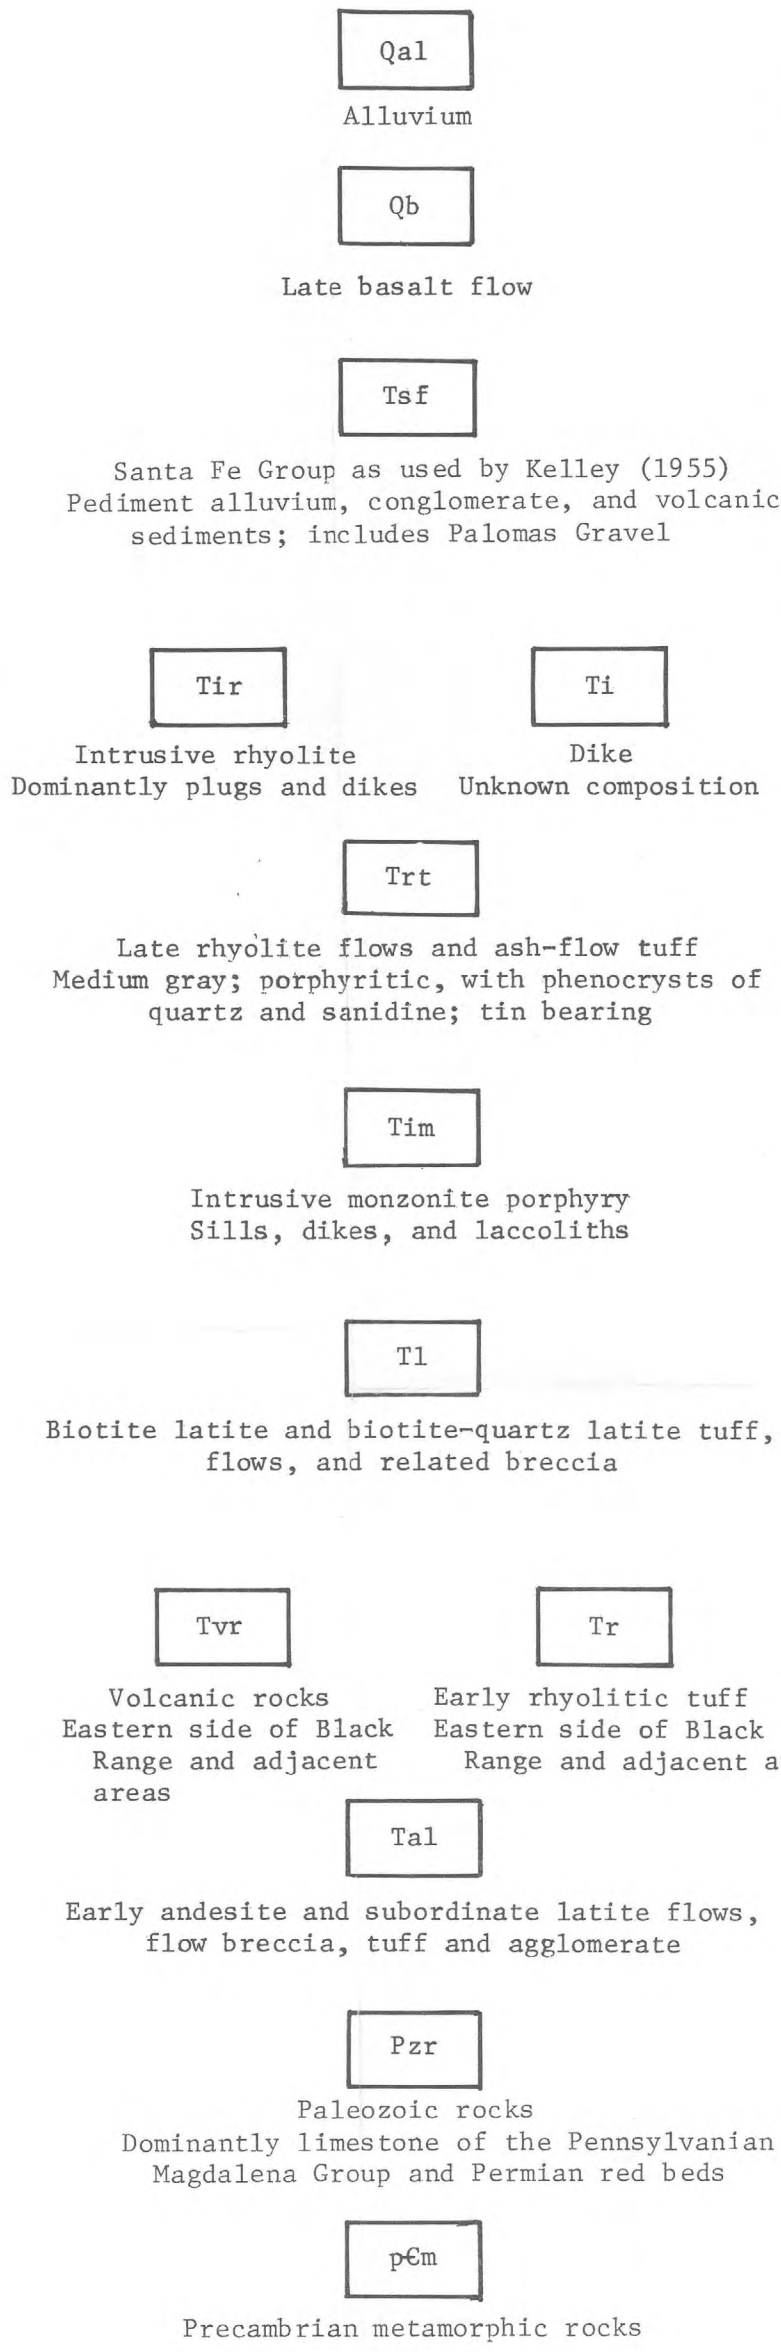 Qal
Alluvium
Qb
Late basalt flow
Tsf
Santa Fe Group as used by Kelley (1955)
Pediment alluvium, conglomerate, and volcanic
sediments; includes Palomas Gravel
Tir
Intrusive rhyolite
Dominantly plugs and dikes
Ti
Dike
Unknown composition
Trt
Late rhyolite flows and ash-flow tuff
Medium gray; porphyritic, with phenocrysts of
quartz and sanidine; tin bearing
Tim
Intrusive monzonite porphyry
Sills, dikes, and laccoliths
Tl
Biotite latite and biotite-quartz latite tuff,
flows, and related breccia
Tvr
Volcanic rocks
Eastern side of Black
Range and adjacent
areas
Tr
Early rhyolitic tuff
Eastern side of Black
Range and adjacent a
Tal
Early andesite and subordinate latite flows,
flow breccia, tuff and agglomerate
Pzr
Paleozoic rocks
Dominantly limestone of the Pennsylvanian
Magdalena Group and Permian red beds
p€m
Precambrian metamorphic rocks